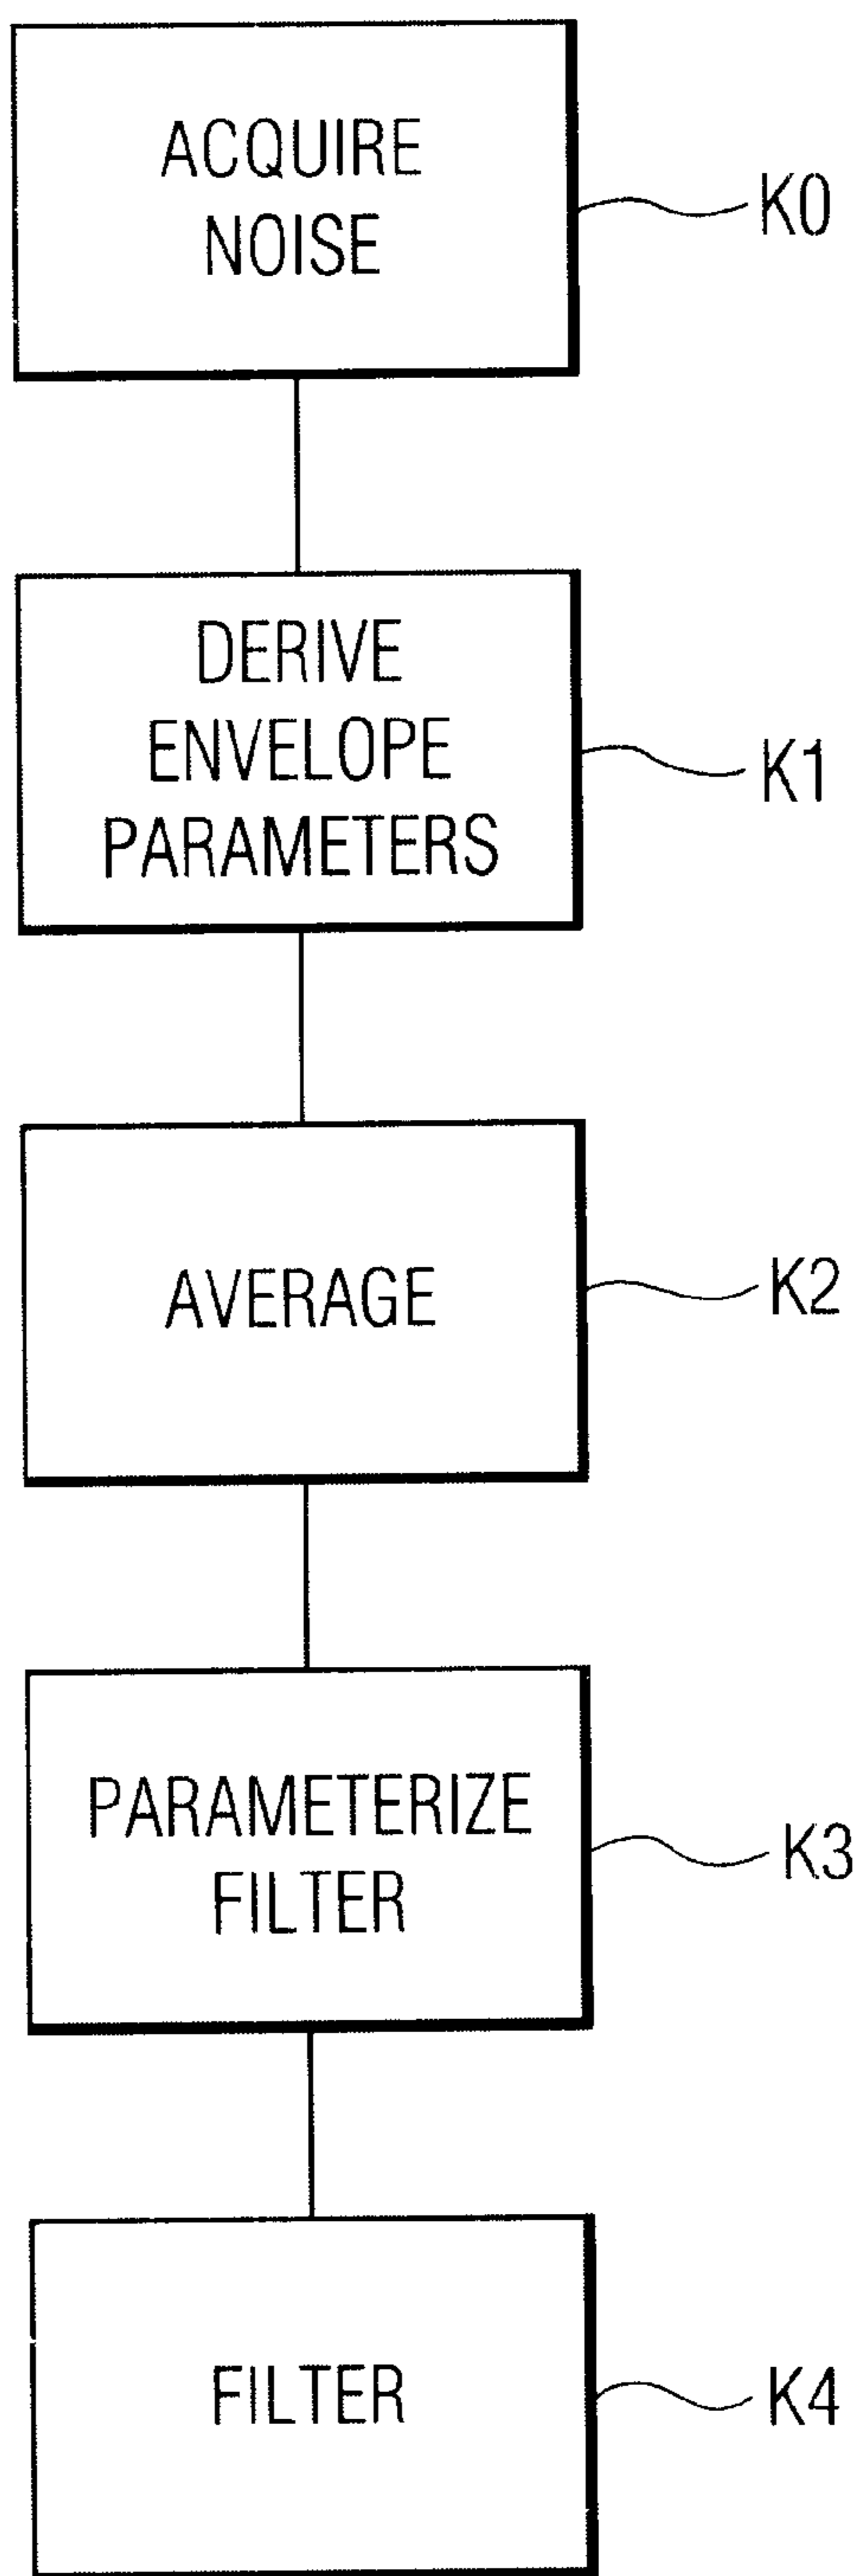 ACQUIRE
NOISE
K0
DERIVE
ENVELOPE
PARAMETERS
K1
AVERAGE
K2
PARAMETERIZE
FILTER
K3
FILTER
K4